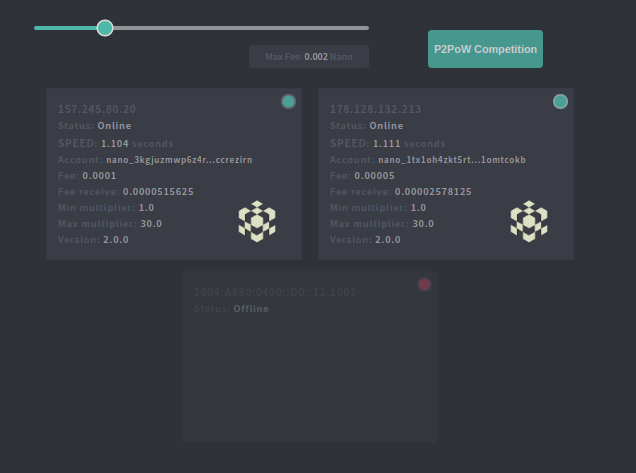 Max Fee: 0.002 Nano
P2PoW Competition
157.245.80.20
Status: Online
SPEED: 1.104 seconds
Account: nano_3kgjuzmwp6z4r...ccrezirn
Fee: 0.0001
Fee receive: 0.0000515625
Min multiplier: 1.0
Max multiplier: 30.0
Version: 2.0.0
178.128.132.213
Status: Online
SPEED: 1.111 seconds
Account: nano_1tx1oh4zkt5rt...1omtcokb
Fee: 0.00005
Fee receive: 0.00002578125
Min multiplier: 1.0
Max multiplier: 30.0
Version: 2.0.0
2604:A880:0400::D0::12:1001
Status: Offline